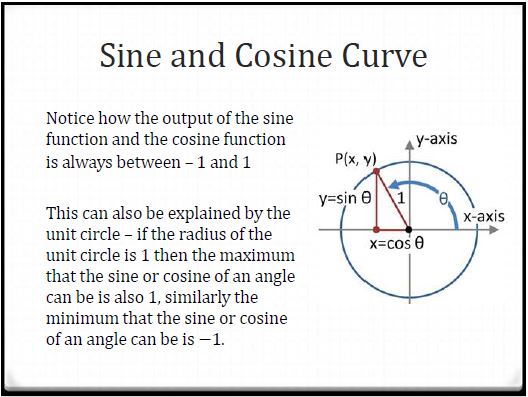 Sine and Cosine Curve
Notice how the output of the sine
function and the cosine function
is always between – 1 and 1
This can also be explained by the
unit circle – if the radius of the
unit circle is 1 then the maximum
that the sine or cosine of an angle
can be is also 1, similarly the
minimum that the sine or cosine
of an angle can be is −1.
y-axis
P(x, y)
y=sin θ
1
θ
x-axis
x=cos θ